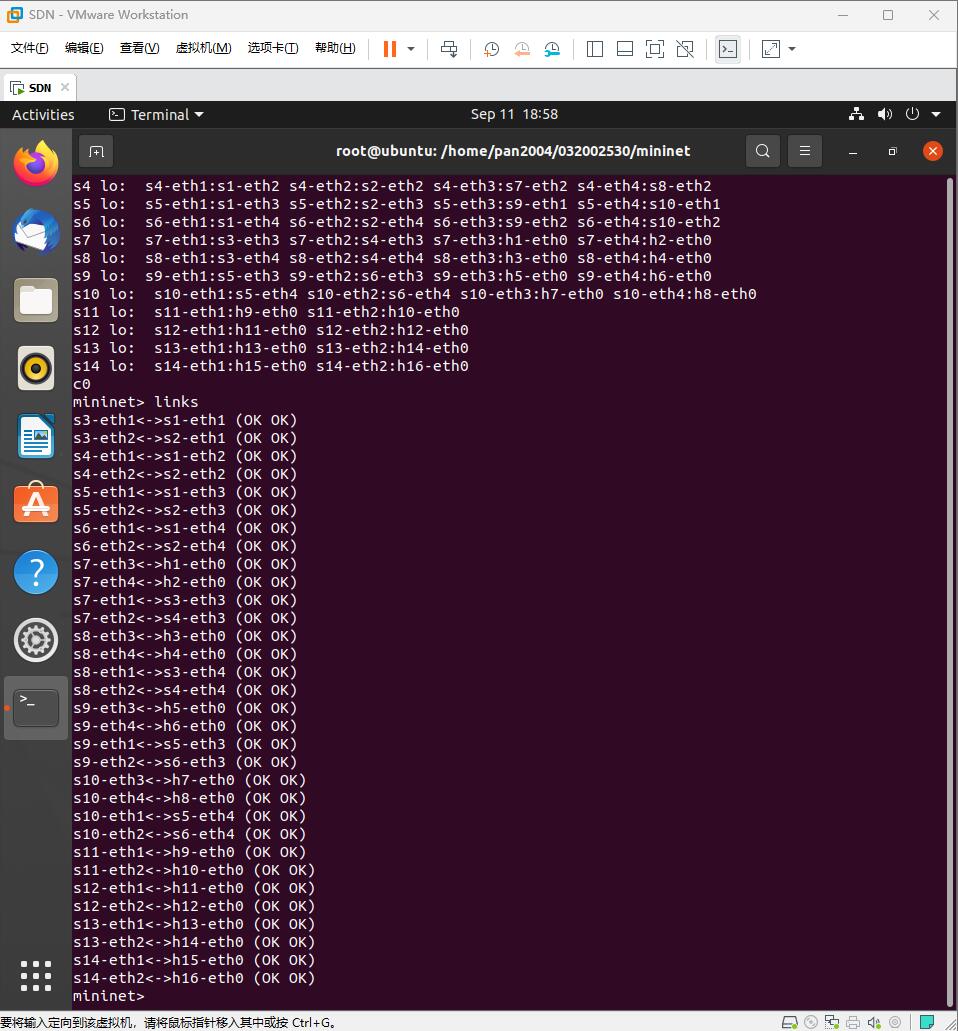 SDN - VMware Workstation
文件(F) 编辑(E) 查看(V) 虚拟机(M) 选项卡(T) 帮助(H)
SDN
Activities Terminal Sep 11 18:58
root@ubuntu: /home/pan2004/032002530/mininet
s4 lo:  s4-eth1:s1-eth2 s4-eth2:s2-eth2 s4-eth3:s7-eth2 s4-eth4:s8-eth2
s5 lo:  s5-eth1:s1-eth3 s5-eth2:s2-eth3 s5-eth3:s9-eth1 s5-eth4:s10-eth1
s6 lo:  s6-eth1:s1-eth4 s6-eth2:s2-eth4 s6-eth3:s9-eth2 s6-eth4:s10-eth2
s7 lo:  s7-eth1:s3-eth3 s7-eth2:s4-eth3 s7-eth3:h1-eth0 s7-eth4:h2-eth0
s8 lo:  s8-eth1:s3-eth4 s8-eth2:s4-eth4 s8-eth3:h3-eth0 s8-eth4:h4-eth0
s9 lo:  s9-eth1:s5-eth3 s9-eth2:s6-eth3 s9-eth3:h5-eth0 s9-eth4:h6-eth0
s10 lo:  s10-eth1:s5-eth4 s10-eth2:s6-eth4 s10-eth3:h7-eth0 s10-eth4:h8-eth0
s11 lo:  s11-eth1:h9-eth0 s11-eth2:h10-eth0
s12 lo:  s12-eth1:h11-eth0 s12-eth2:h12-eth0
s13 lo:  s13-eth1:h13-eth0 s13-eth2:h14-eth0
s14 lo:  s14-eth1:h15-eth0 s14-eth2:h16-eth0
c0
mininet> links
s3-eth1<->s1-eth1 (OK OK)
s3-eth2<->s2-eth1 (OK OK)
s4-eth1<->s1-eth2 (OK OK)
s4-eth2<->s2-eth2 (OK OK)
s5-eth1<->s1-eth3 (OK OK)
s5-eth2<->s2-eth3 (OK OK)
s6-eth1<->s1-eth4 (OK OK)
s6-eth2<->s2-eth4 (OK OK)
s7-eth3<->h1-eth0 (OK OK)
s7-eth4<->h2-eth0 (OK OK)
s7-eth1<->s3-eth3 (OK OK)
s7-eth2<->s4-eth3 (OK OK)
s8-eth3<->h3-eth0 (OK OK)
s8-eth4<->h4-eth0 (OK OK)
s8-eth1<->s3-eth4 (OK OK)
s8-eth2<->s4-eth4 (OK OK)
s9-eth3<->h5-eth0 (OK OK)
s9-eth4<->h6-eth0 (OK OK)
s9-eth1<->s5-eth3 (OK OK)
s9-eth2<->s6-eth3 (OK OK)
s10-eth3<->h7-eth0 (OK OK)
s10-eth4<->h8-eth0 (OK OK)
s10-eth1<->s5-eth4 (OK OK)
s10-eth2<->s6-eth4 (OK OK)
s11-eth1<->h9-eth0 (OK OK)
s11-eth2<->h10-eth0 (OK OK)
s12-eth1<->h11-eth0 (OK OK)
s12-eth2<->h12-eth0 (OK OK)
s13-eth1<->h13-eth0 (OK OK)
s13-eth2<->h14-eth0 (OK OK)
s14-eth1<->h15-eth0 (OK OK)
s14-eth2<->h16-eth0 (OK OK)
mininet>
要将输入定向到该虚拟机，请将鼠标指针移入其中或按 Ctrl+G。